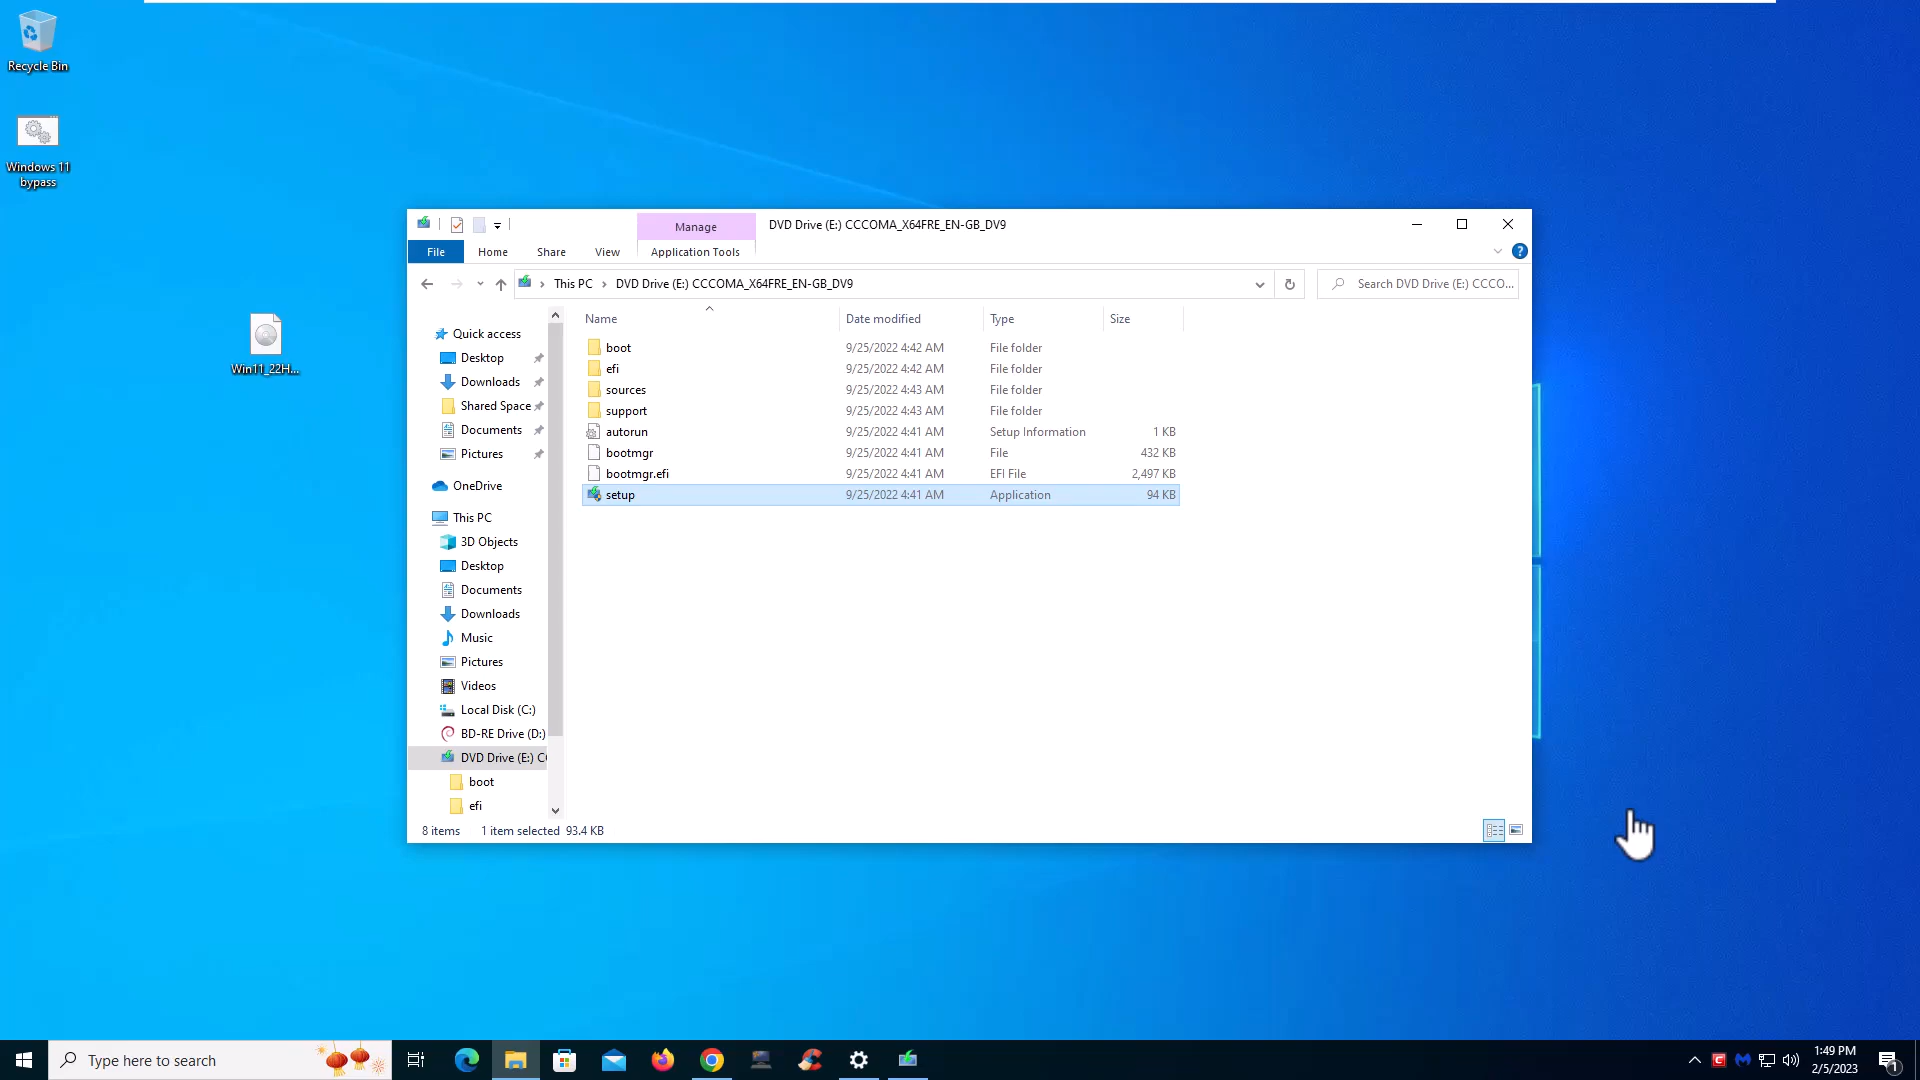 Recycle Bin
Windows 11
bypass
Win11_22H...
Manage
DVD Drive (E:) CCCOMA_X64FRE_EN-GB_DV9
File
Home
Share
View
Application Tools
This PC
DVD Drive (E:) CCCOMA_X64FRE_EN-GB_DV9
Search DVD Drive (E:) CCCO...
Name
Date modified
Type
Size
Quick access
Desktop
Downloads
Shared Space
Documents
Pictures
OneDrive
This PC
3D Objects
Desktop
Documents
Downloads
Music
Pictures
Videos
Local Disk (C:)
BD-RE Drive (D:)
DVD Drive (E:) CC
boot
efi
boot 9/25/2022 4:42 AM File folder
efi 9/25/2022 4:42 AM File folder
sources 9/25/2022 4:43 AM File folder
support 9/25/2022 4:43 AM File folder
autorun 9/25/2022 4:41 AM Setup Information 1 KB
bootmgr 9/25/2022 4:41 AM File 432 KB
bootmgr.efi 9/25/2022 4:41 AM EFI File 2,497 KB
setup 9/25/2022 4:41 AM Application 94 KB
8 items 1 item selected 93.4 KB
Type here to search
1:49 PM
2/5/2023
1